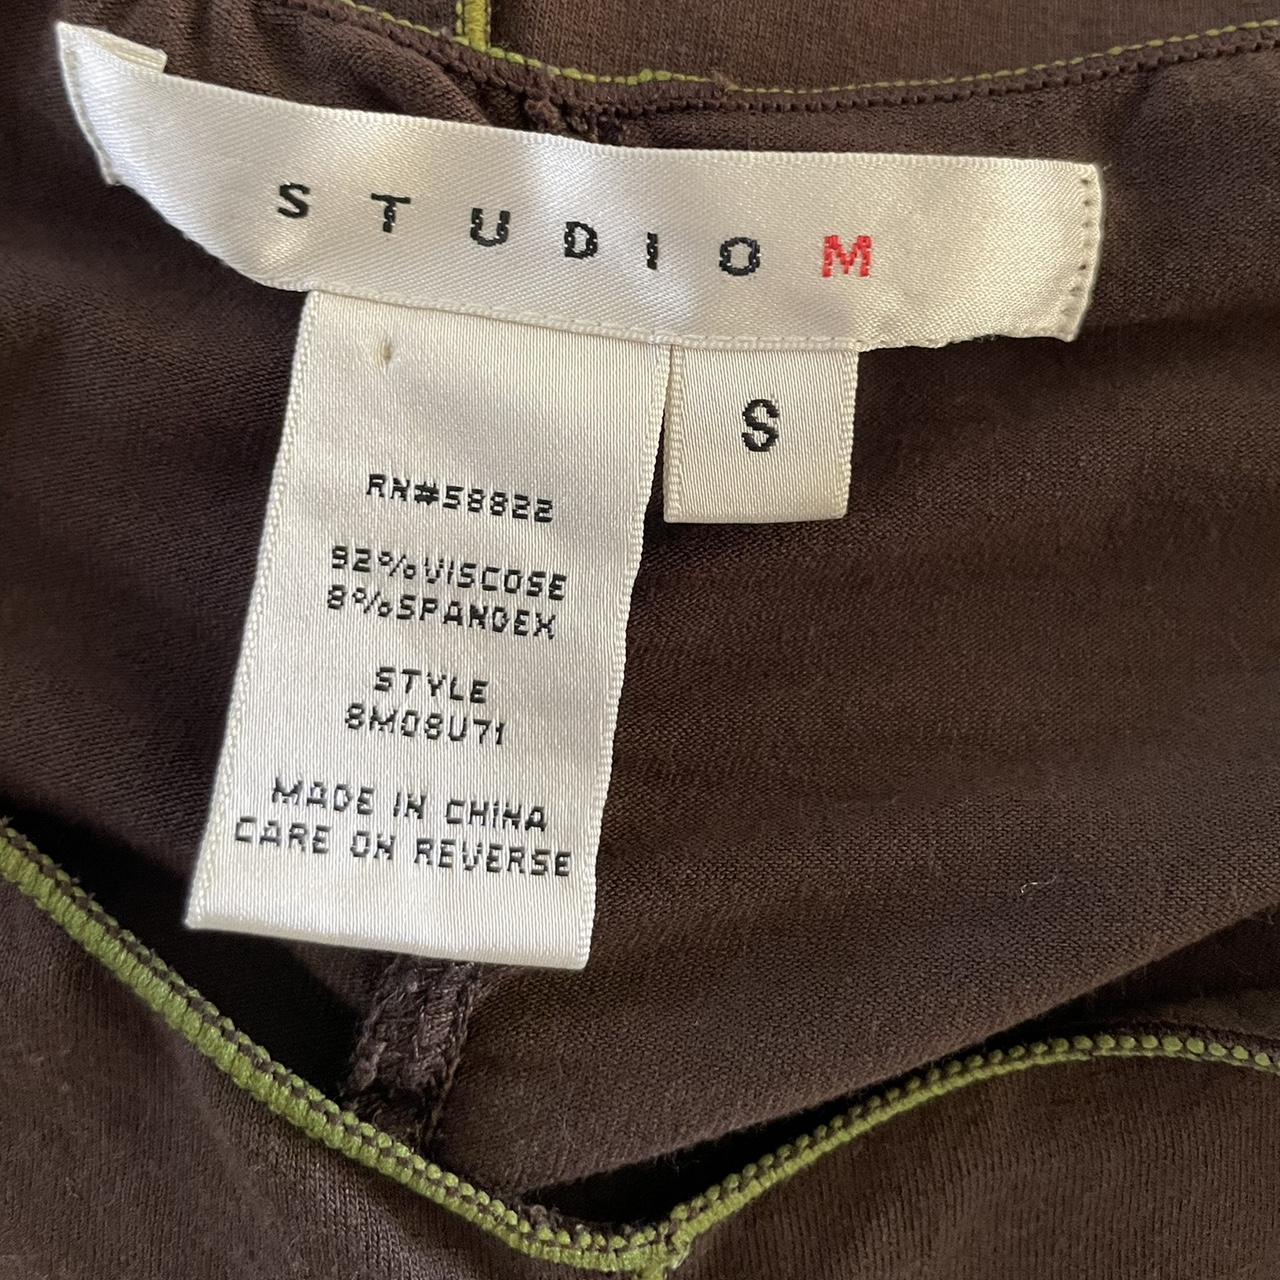 STUDIO M
S
RN#58822
92%VISCOSE
8%SPANDEX
STYLE
8M08U71
MADE IN CHINA
CARE ON REVERSE